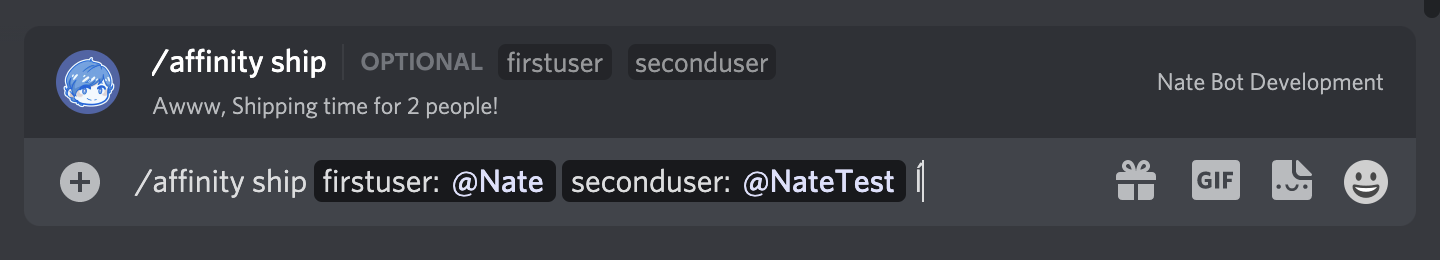 /affinity ship OPTIONAL firstuser seconduser
Awww, Shipping time for 2 people!
Nate Bot Development
/affinity ship firstuser: @Nate seconduser: @NateTest
GIF